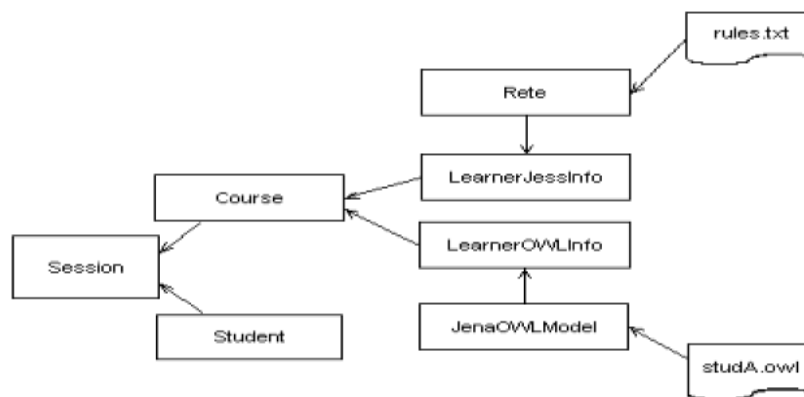 rules.txt
Rete
LearnerJessInfo
Course
LearnerOWLInfo
Session
Student
JenaOWLModel
studA.owl